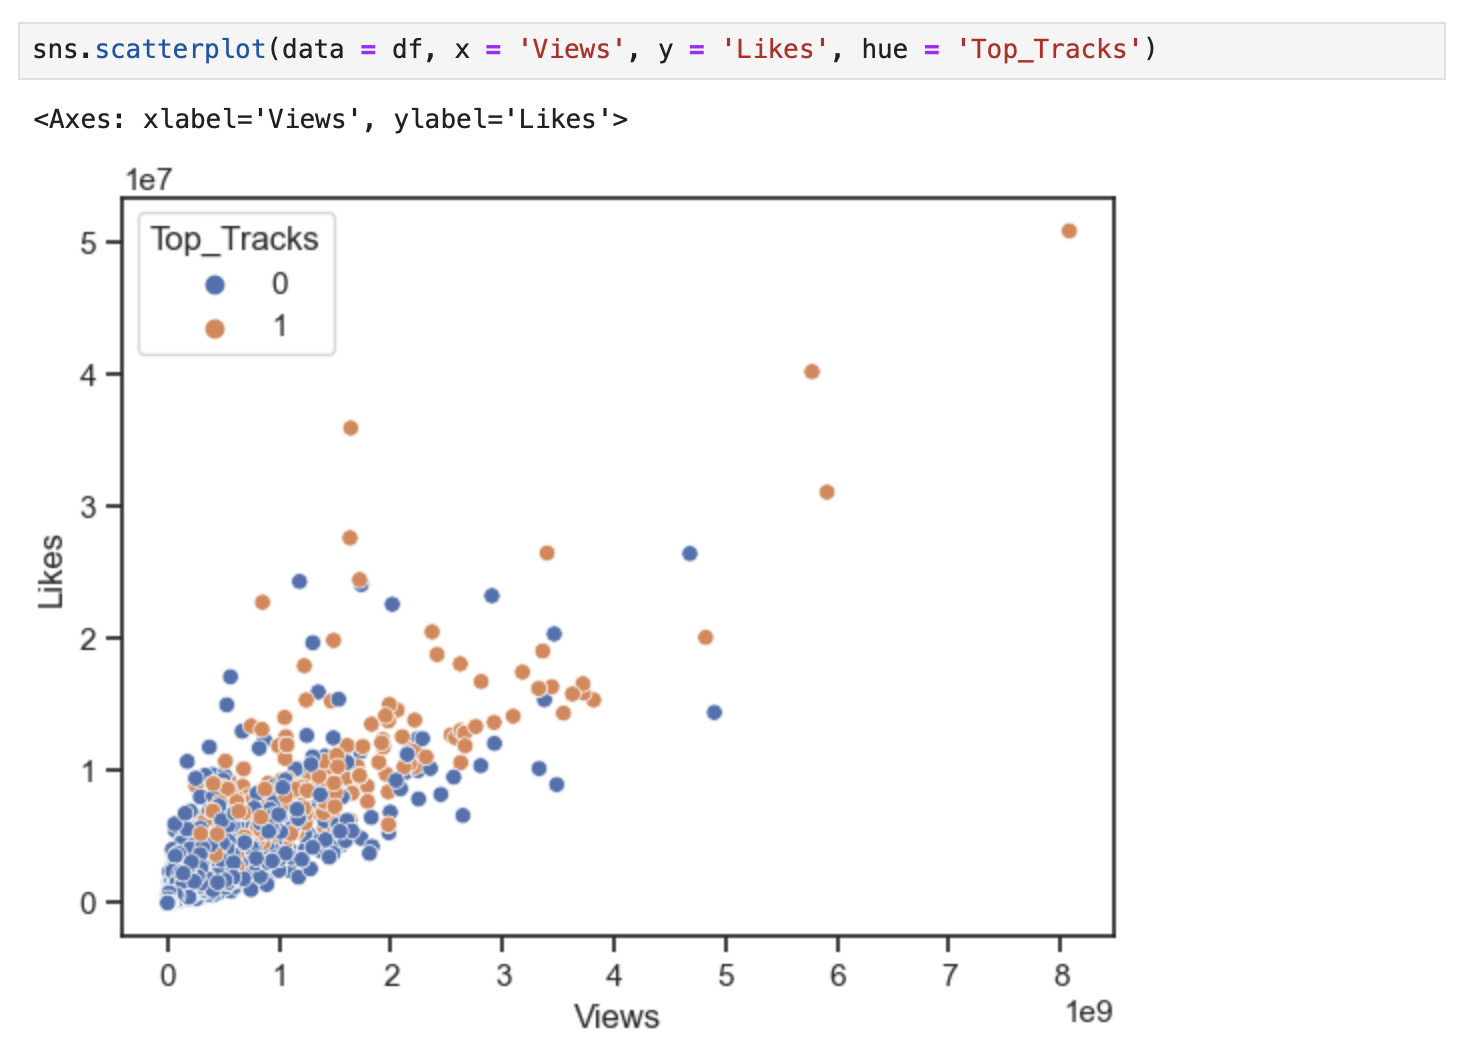 sns.scatterplot(data = df, x = 'Views', y = 'Likes', hue = 'Top_Tracks')
<Axes: xlabel='Views', ylabel='Likes'>
1e7
Top_Tracks
0
1
5
4
3
2
1
0
Likes
0 1 2 3 4 5 6 7 8
1e9
Views